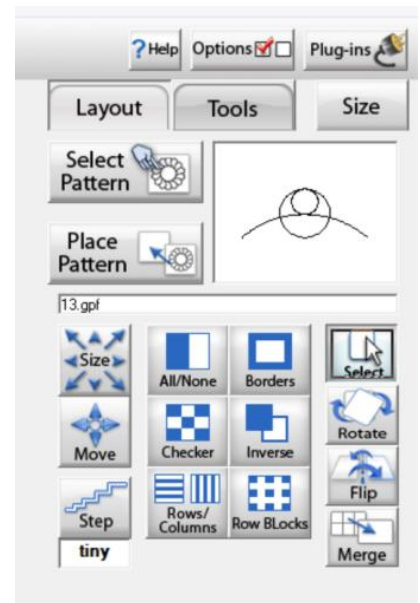 ? Help Options Plug-ins
Layout Tools Size
Select
Pattern
Place
Pattern
13.gpf
Size
All/None Borders
Select
Move
Checker Inverse
Rotate
Step
Rows/
Columns
Row BLocks
Flip
tiny
Merge